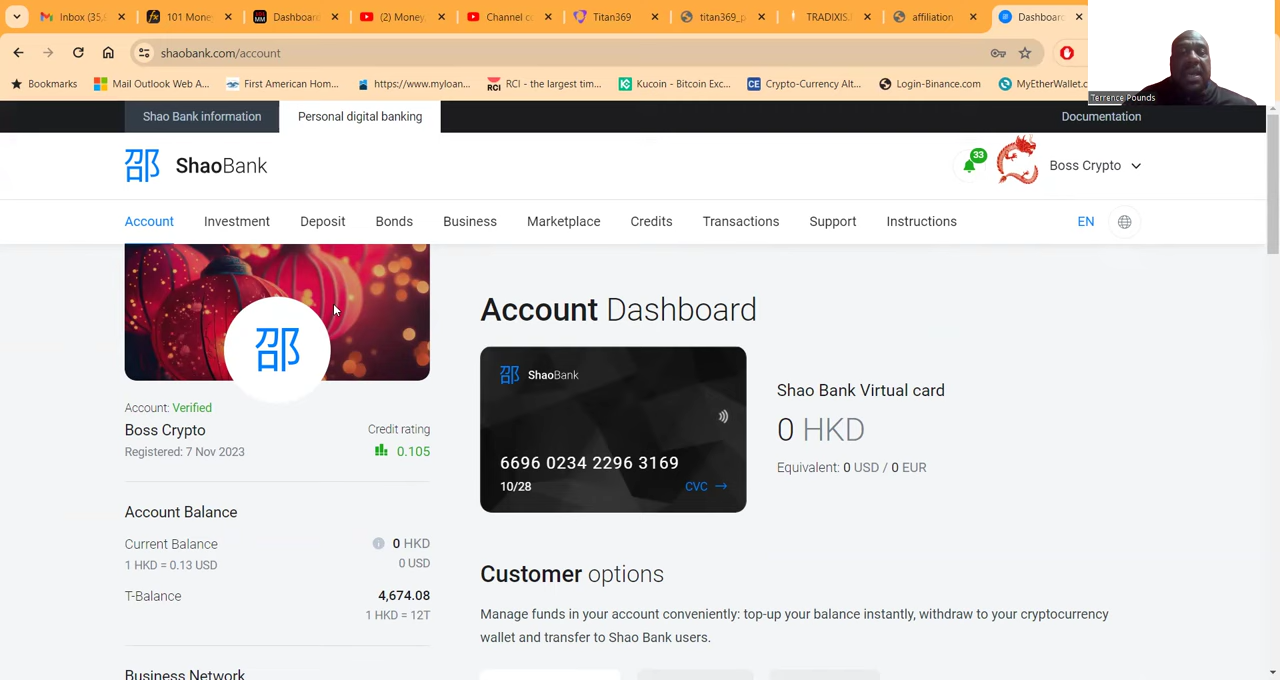 Inbox (35,
101 Mone
Dashboar
(2) Money
Channel c
Titan369
titan369_p
TRADIXIS.
affiliation
Dashboar
shaobank.com/account
Bookmarks
Mail Outlook Web A...
First American Hom...
https://www.myloan...
RCI - the largest tim...
Kucoin - Bitcoin Exc...
Crypto-Currency Alt...
Login-Binance.com
MyEtherWallet.c
Terrence Pounds
Shao Bank information
Personal digital banking
Documentation
邵 ShaoBank
33
Boss Crypto
Account Investment Deposit Bonds Business Marketplace Credits Transactions Support Instructions EN
邵
Account: Verified
Boss Crypto
Registered: 7 Nov 2023
Credit rating
0.105
Account Balance
Current Balance 0 HKD
1 HKD = 0.13 USD 0 USD
T-Balance 4,674.08
1 HKD = 12T
Business Network
Account Dashboard
邵 ShaoBank
6696 0234 2296 3169
10/28 CVC →
Shao Bank Virtual card
0 HKD
Equivalent: 0 USD / 0 EUR
Customer options
Manage funds in your account conveniently: top-up your balance instantly, withdraw to your cryptocurrency
wallet and transfer to Shao Bank users.